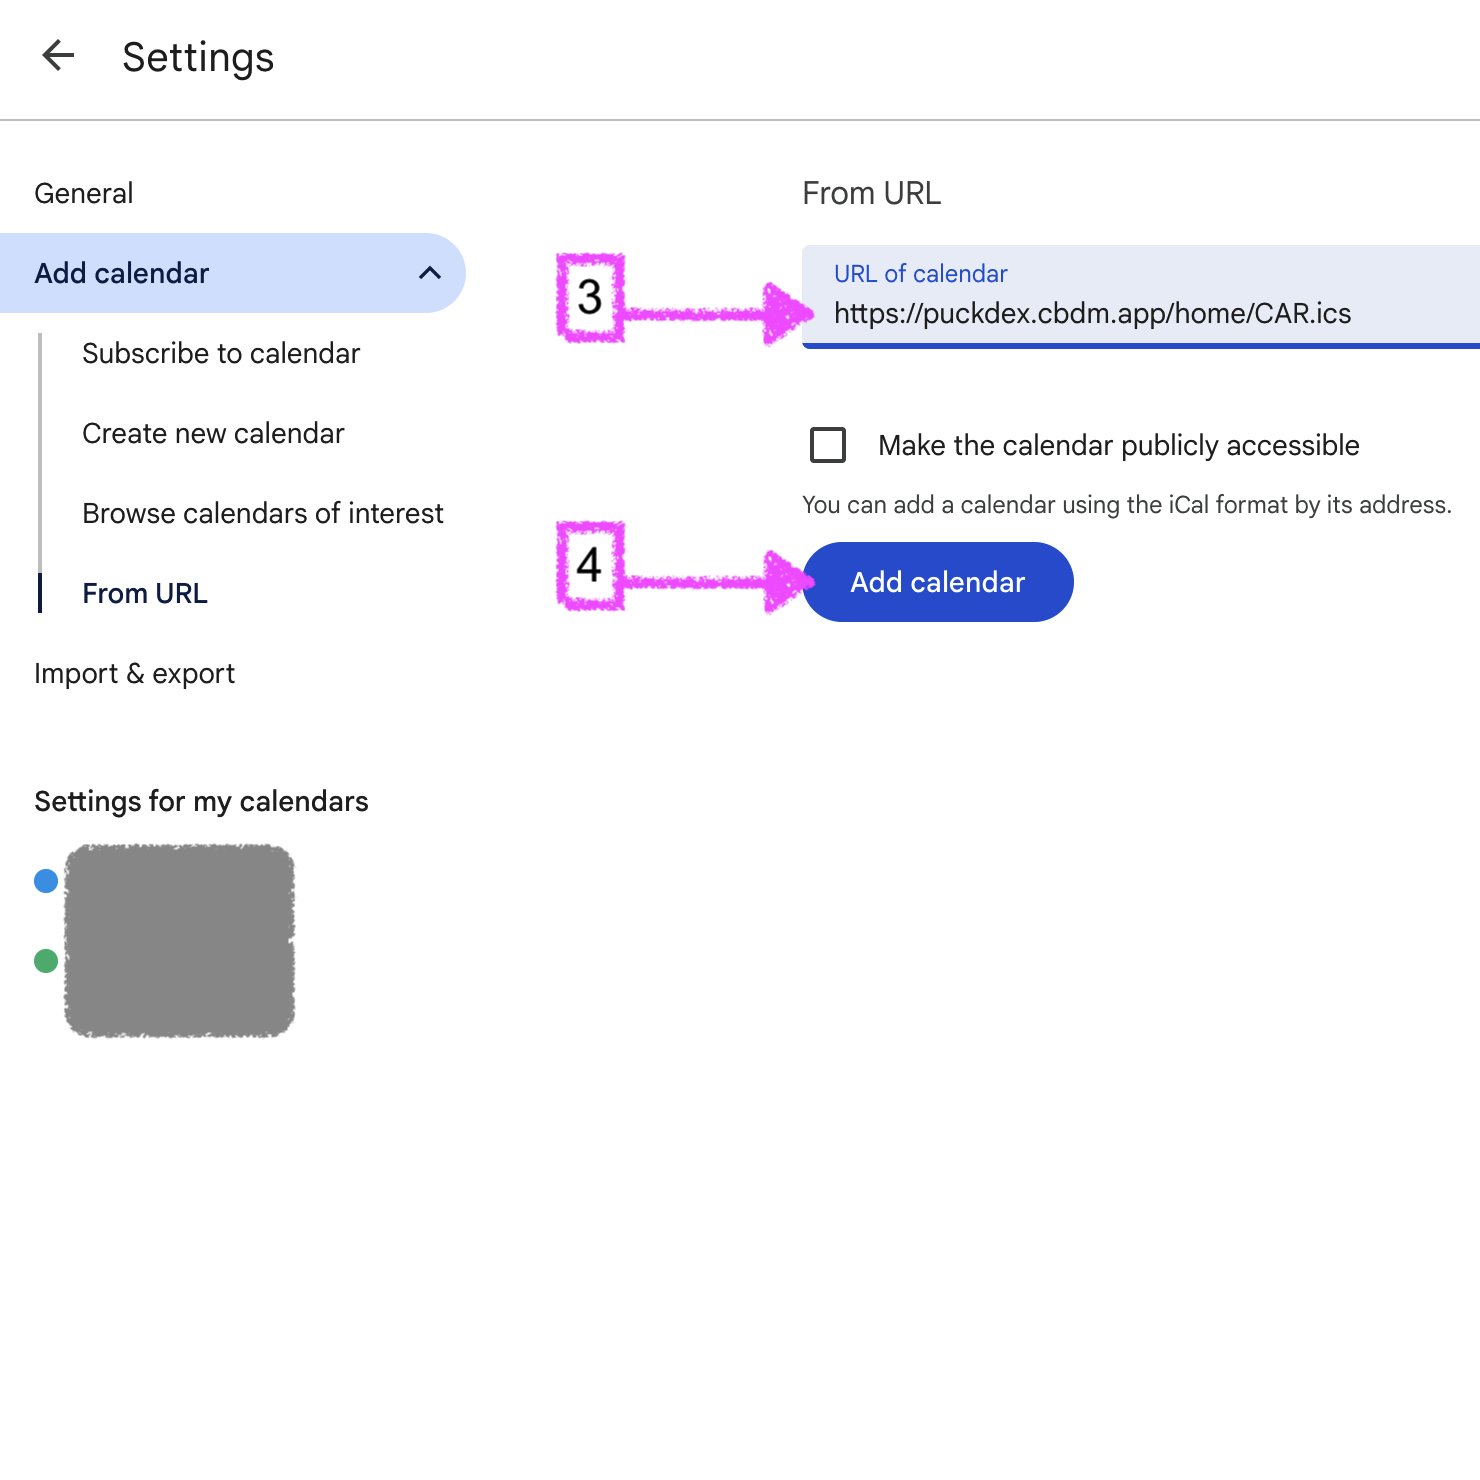 Settings
General
Add calendar
Subscribe to calendar
Create new calendar
Browse calendars of interest
From URL
Import & export
Settings for my calendars
From URL
3
URL of calendar
https://puckdex.cbdm.app/home/CAR.ics
Make the calendar publicly accessible
You can add a calendar using the iCal format by its address.
4
Add calendar